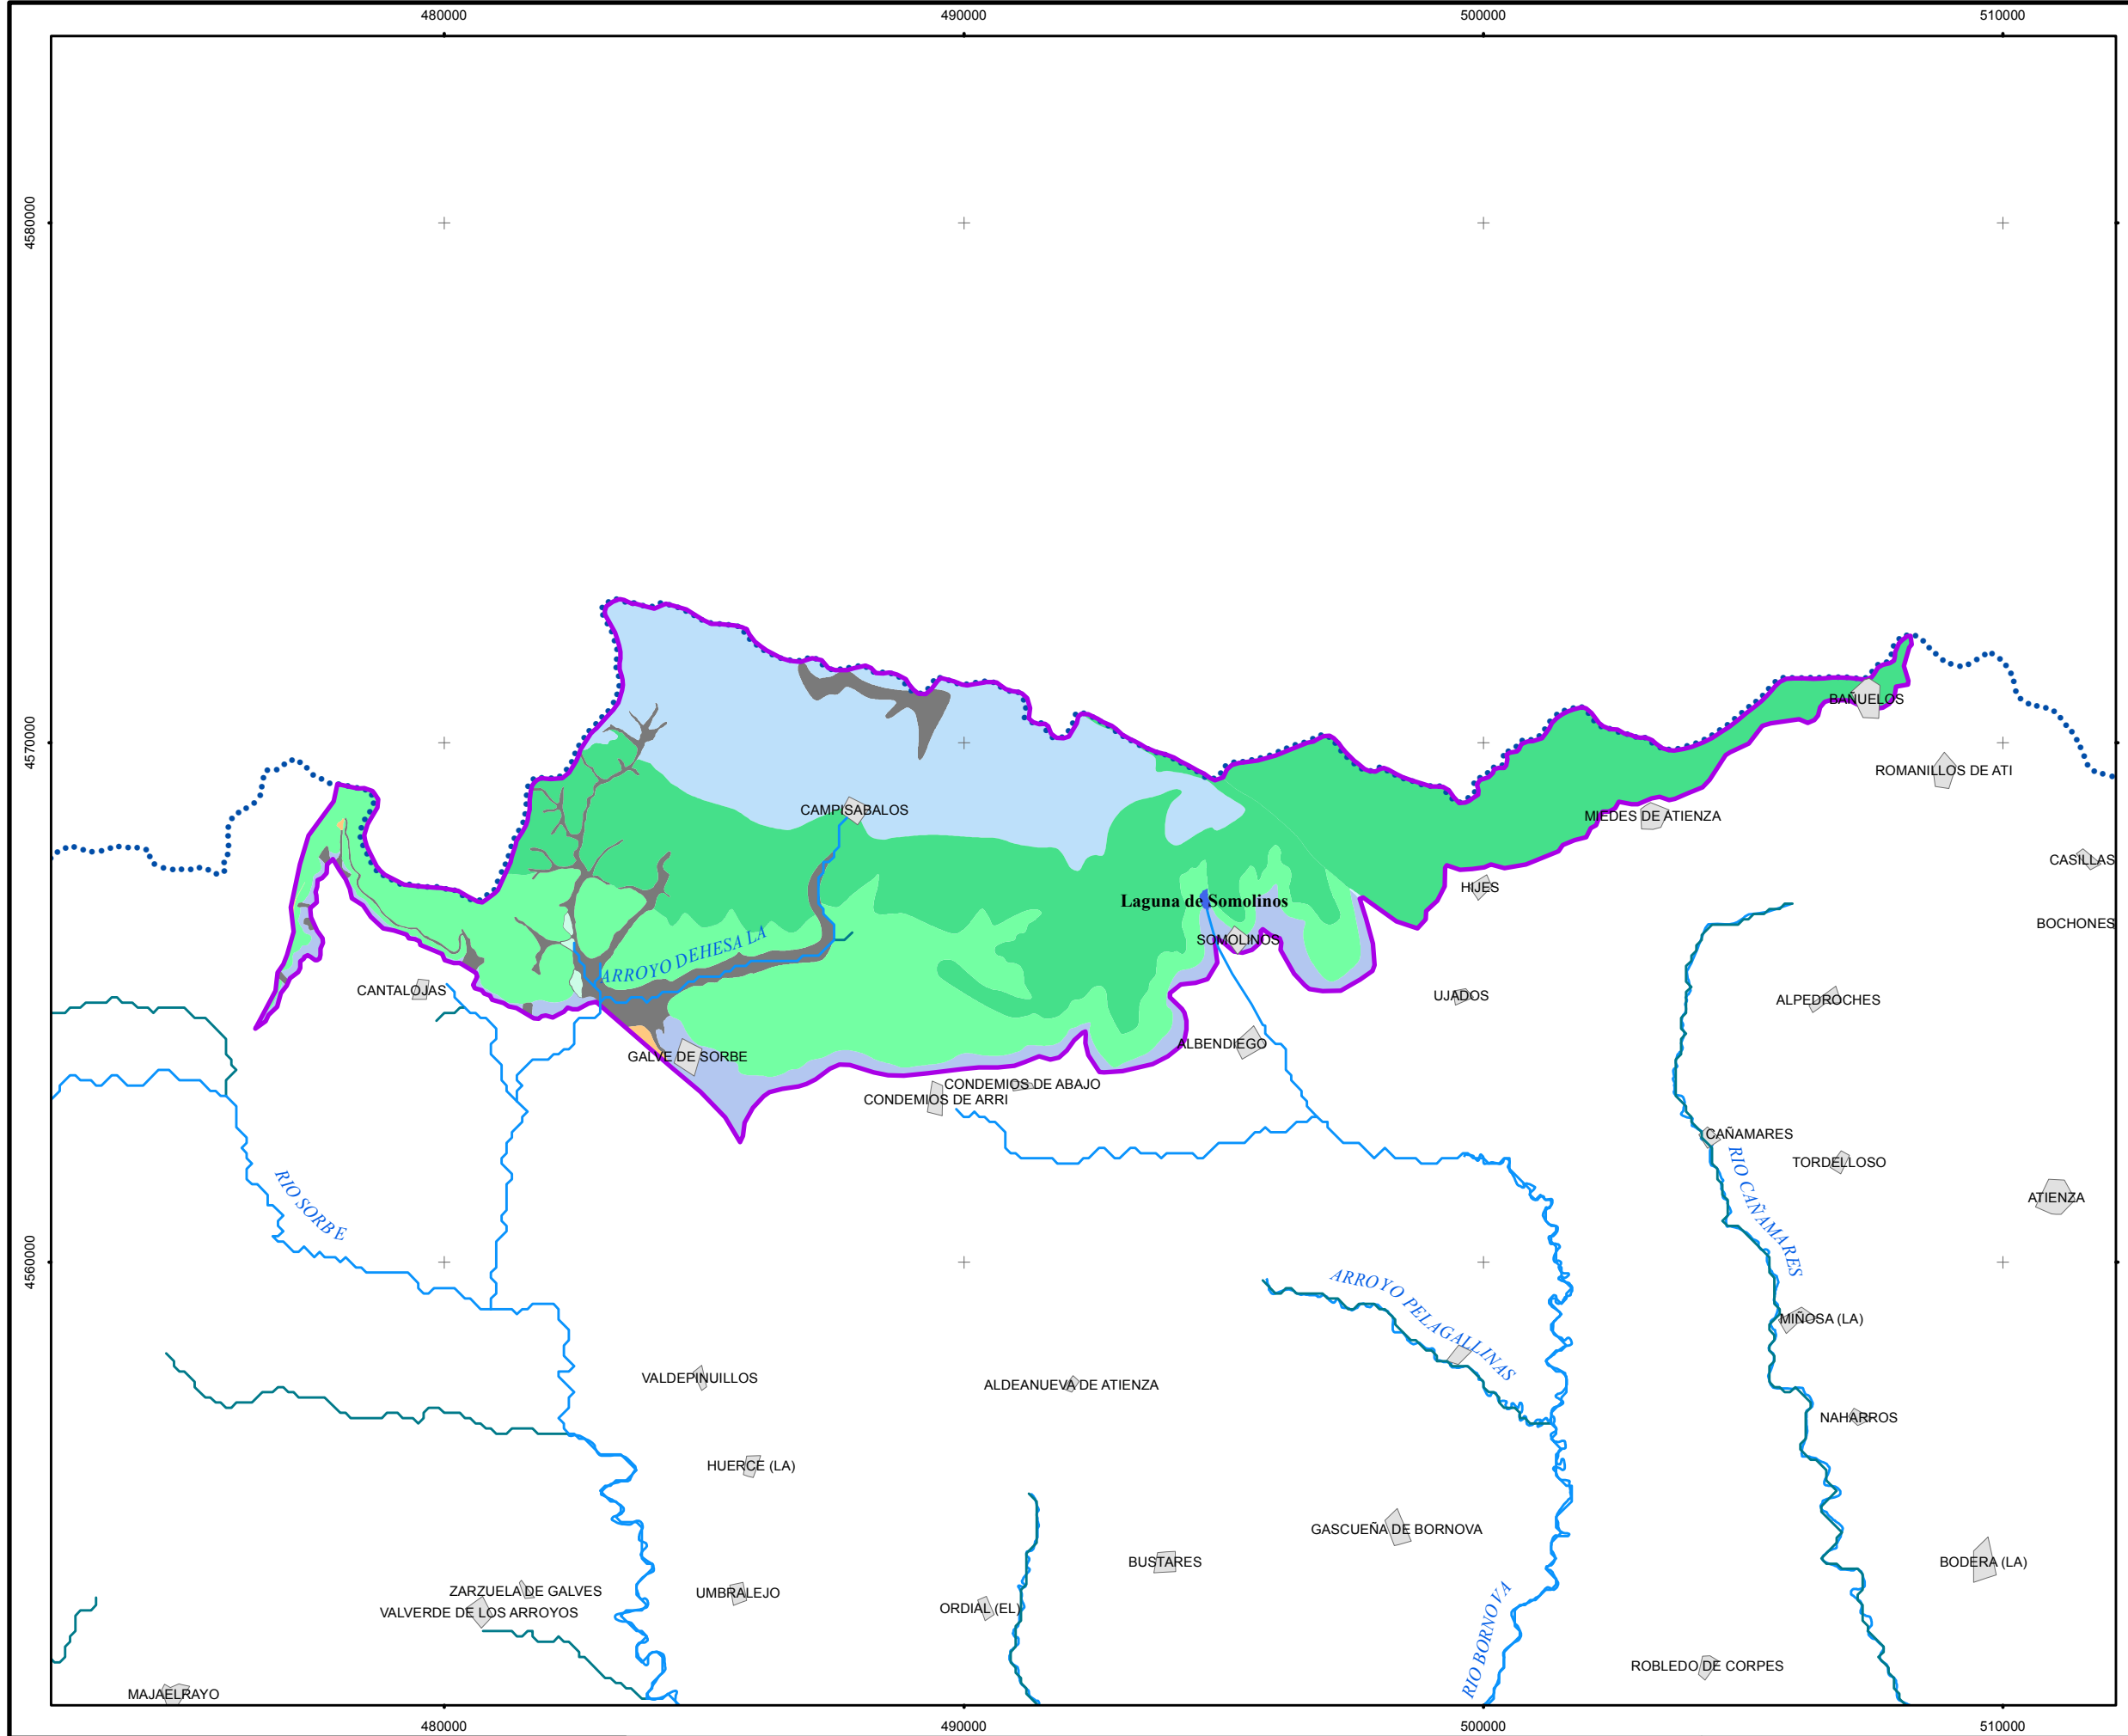 480000
490000
500000
510000
4580000
4570000
4560000
BAÑUELOS
ROMANILLOS DE ATI
CAMPISABALOS
MIEDES DE ATIENZA
CASILLAS
HIJES
Laguna de Somolinos
BOCHONES
SOMOLINOS
ARROYO DEHESA LA
CANTALOJAS
UJADOS
ALPEDROCHES
ALBENDIEGO
GALVE DE SORBE
CONDEMIOS DE ABAJO
CONDEMIOS DE ARRI
CAÑAMARES
TORDELLOSO
RIO SORBE
RIO CAÑAMARES
ATIENZA
ARROYO PELAGALLINAS
MIÑOSA (LA)
VALDEPINUILLOS
ALDEANUEVA DE ATIENZA
NAHARROS
HUERCE (LA)
GASCUEÑA DE BORNOVA
BUSTARES
BODERA (LA)
ZARZUELA DE GALVES
UMBRALEJO
VALVERDE DE LOS ARROYOS
ORDIAL (EL)
RIO BORNOVA
ROBLEDO DE CORPES
MAJAELRAYO
480000
490000
500000
510000